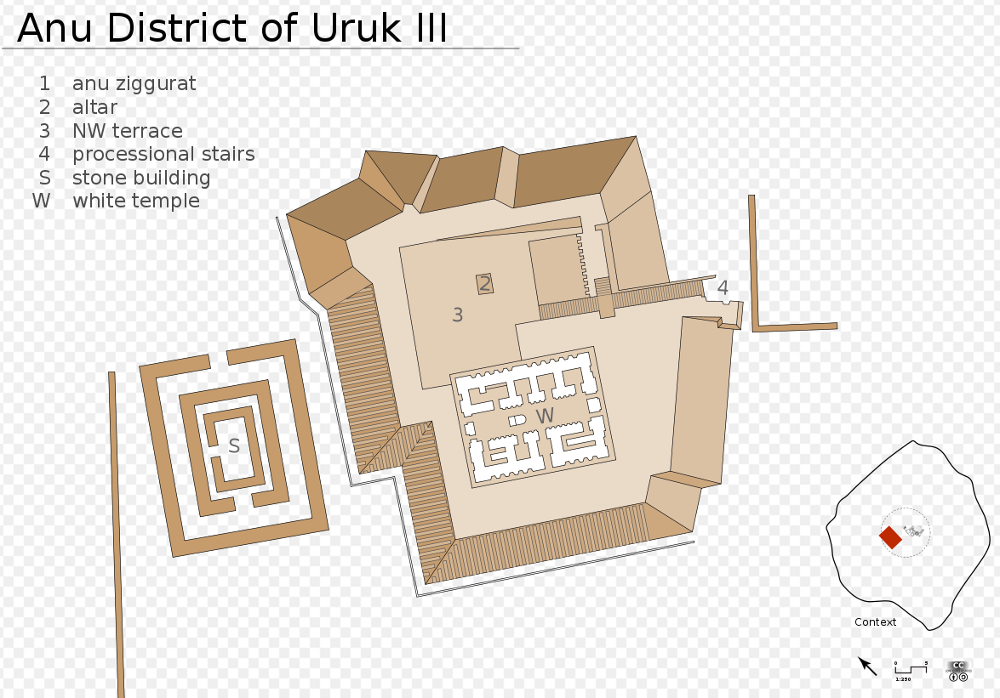 Anu District of Uruk III
1 anu ziggurat
2 altar
3 NW terrace
4 processional stairs
S stone building
W white temple
2
3
4
W
S
Context
0 5
1:250
CC